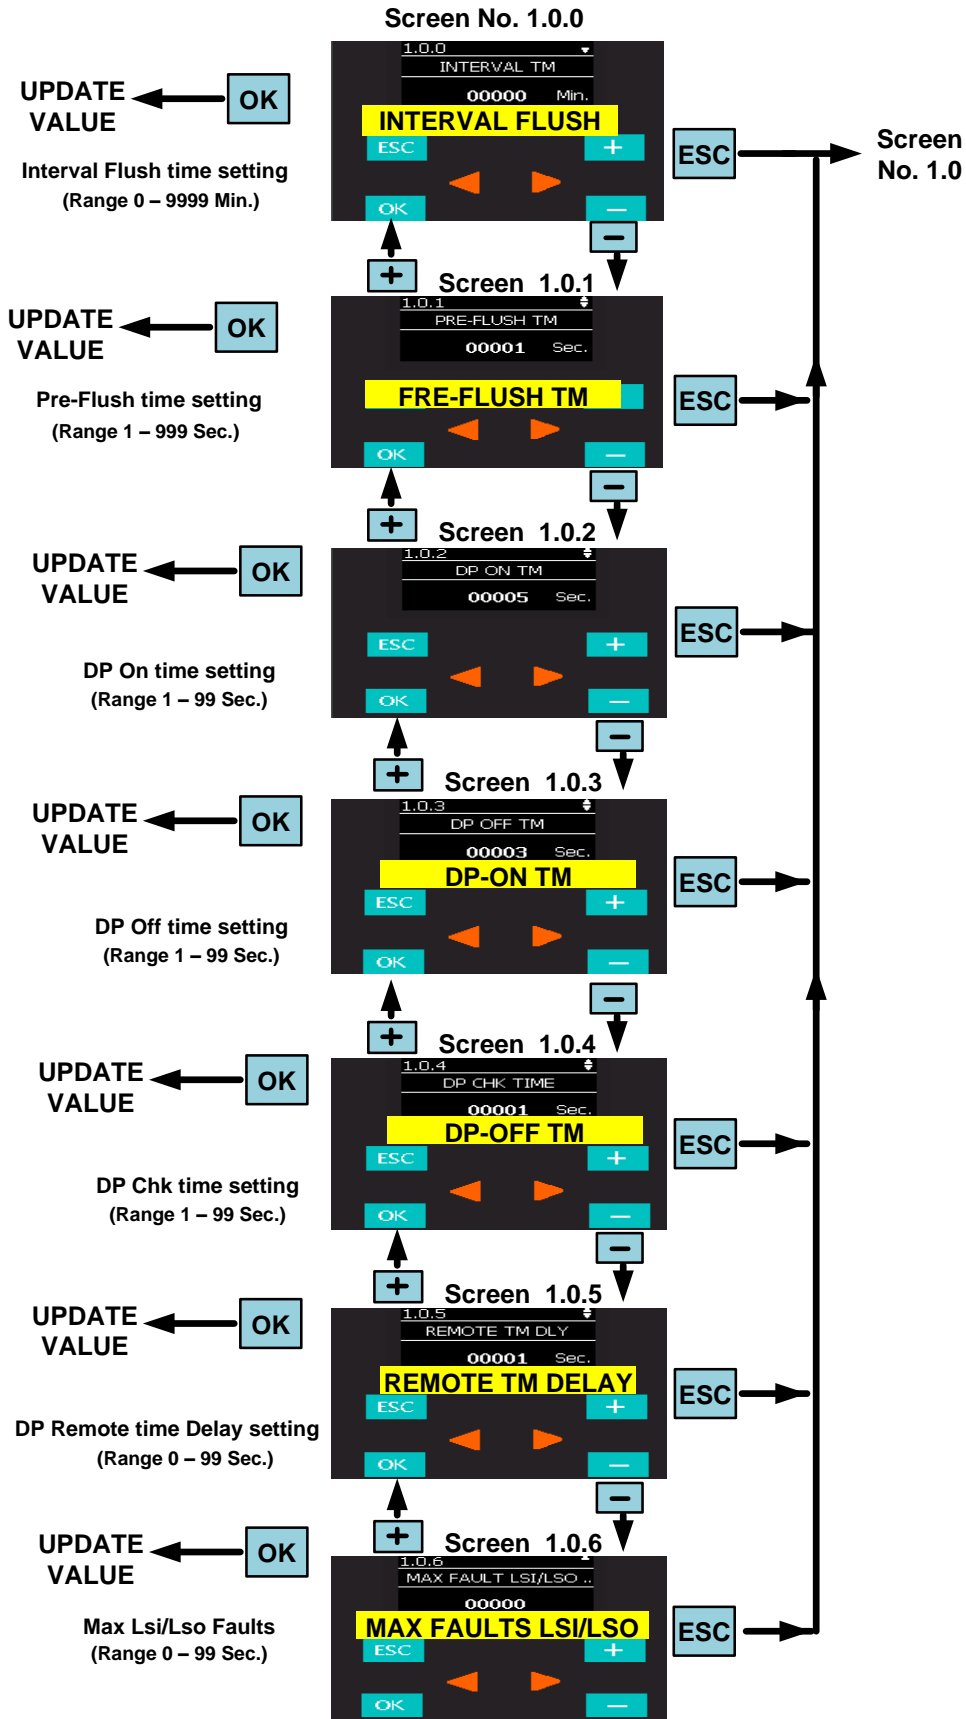 Screen No. 1.0.0
1.0.0
INTERVAL TM
00000 Min.
INTERVAL FLUSH
ESC +
OK −
UPDATE
VALUE
OK
Interval Flush time setting
(Range 0 – 9999 Min.)
ESC
Screen
No. 1.0
−
+
Screen 1.0.1
1.0.1
PRE-FLUSH TM
00001 Sec.
FRE-FLUSH TM
OK −
UPDATE
VALUE
OK
Pre-Flush time setting
(Range 1 – 999 Sec.)
ESC
−
+
Screen 1.0.2
1.0.2
DP ON TM
00005 Sec.
ESC +
OK −
UPDATE
VALUE
OK
DP On time setting
(Range 1 – 99 Sec.)
ESC
−
+
Screen 1.0.3
1.0.3
DP OFF TM
00003 Sec.
DP-ON TM
ESC +
OK −
UPDATE
VALUE
OK
DP Off time setting
(Range 1 – 99 Sec.)
ESC
−
+
Screen 1.0.4
1.0.4
DP CHK TIME
00001 Sec.
DP-OFF TM
ESC +
OK −
UPDATE
VALUE
OK
DP Chk time setting
(Range 1 – 99 Sec.)
ESC
−
+
Screen 1.0.5
1.0.5
REMOTE TM DLY
00001 Sec.
REMOTE TM DELAY
ESC +
OK −
UPDATE
VALUE
OK
DP Remote time Delay setting
(Range 0 – 99 Sec.)
ESC
−
+
Screen 1.0.6
1.0.6
MAX FAULT LSI/LSO ..
00000
MAX FAULTS LSI/LSO
ESC +
OK −
UPDATE
VALUE
OK
Max Lsi/Lso Faults
(Range 0 – 99 Sec.)
ESC